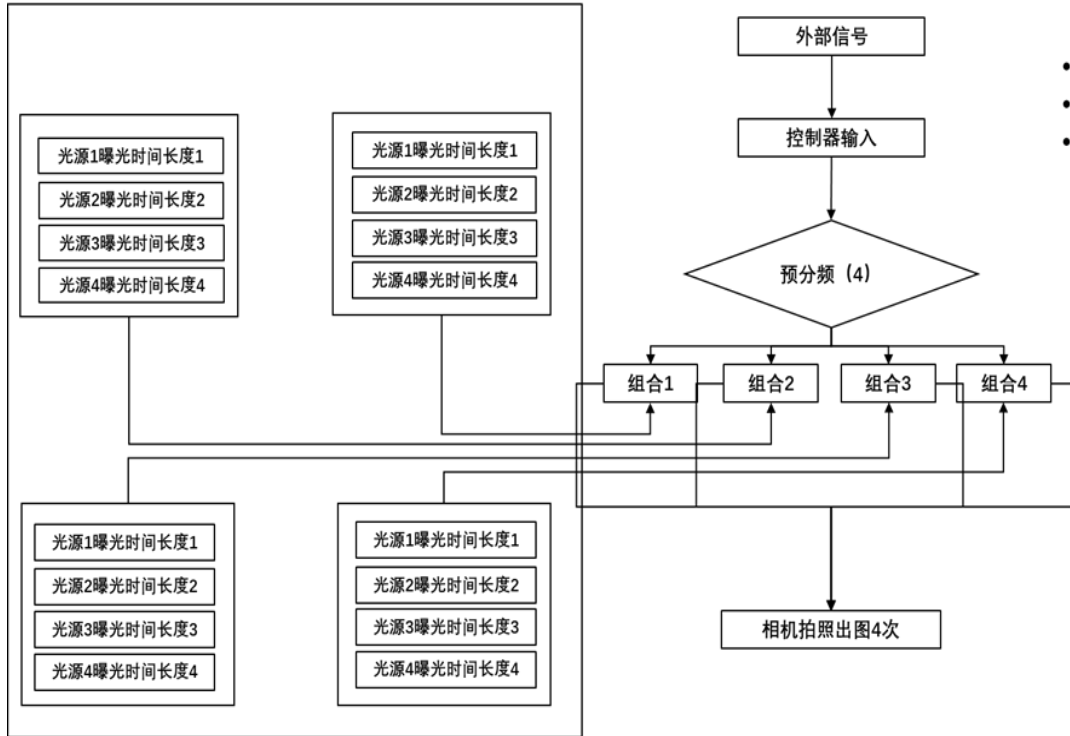 外部信号
控制器输入
预分频（4）
组合1
组合2
组合3
组合4
相机拍照出图4次
光源1曝光时间长度1
光源2曝光时间长度2
光源3曝光时间长度3
光源4曝光时间长度4
光源1曝光时间长度1
光源2曝光时间长度2
光源3曝光时间长度3
光源4曝光时间长度4
光源1曝光时间长度1
光源2曝光时间长度2
光源3曝光时间长度3
光源4曝光时间长度4
光源1曝光时间长度1
光源2曝光时间长度2
光源3曝光时间长度3
光源4曝光时间长度4